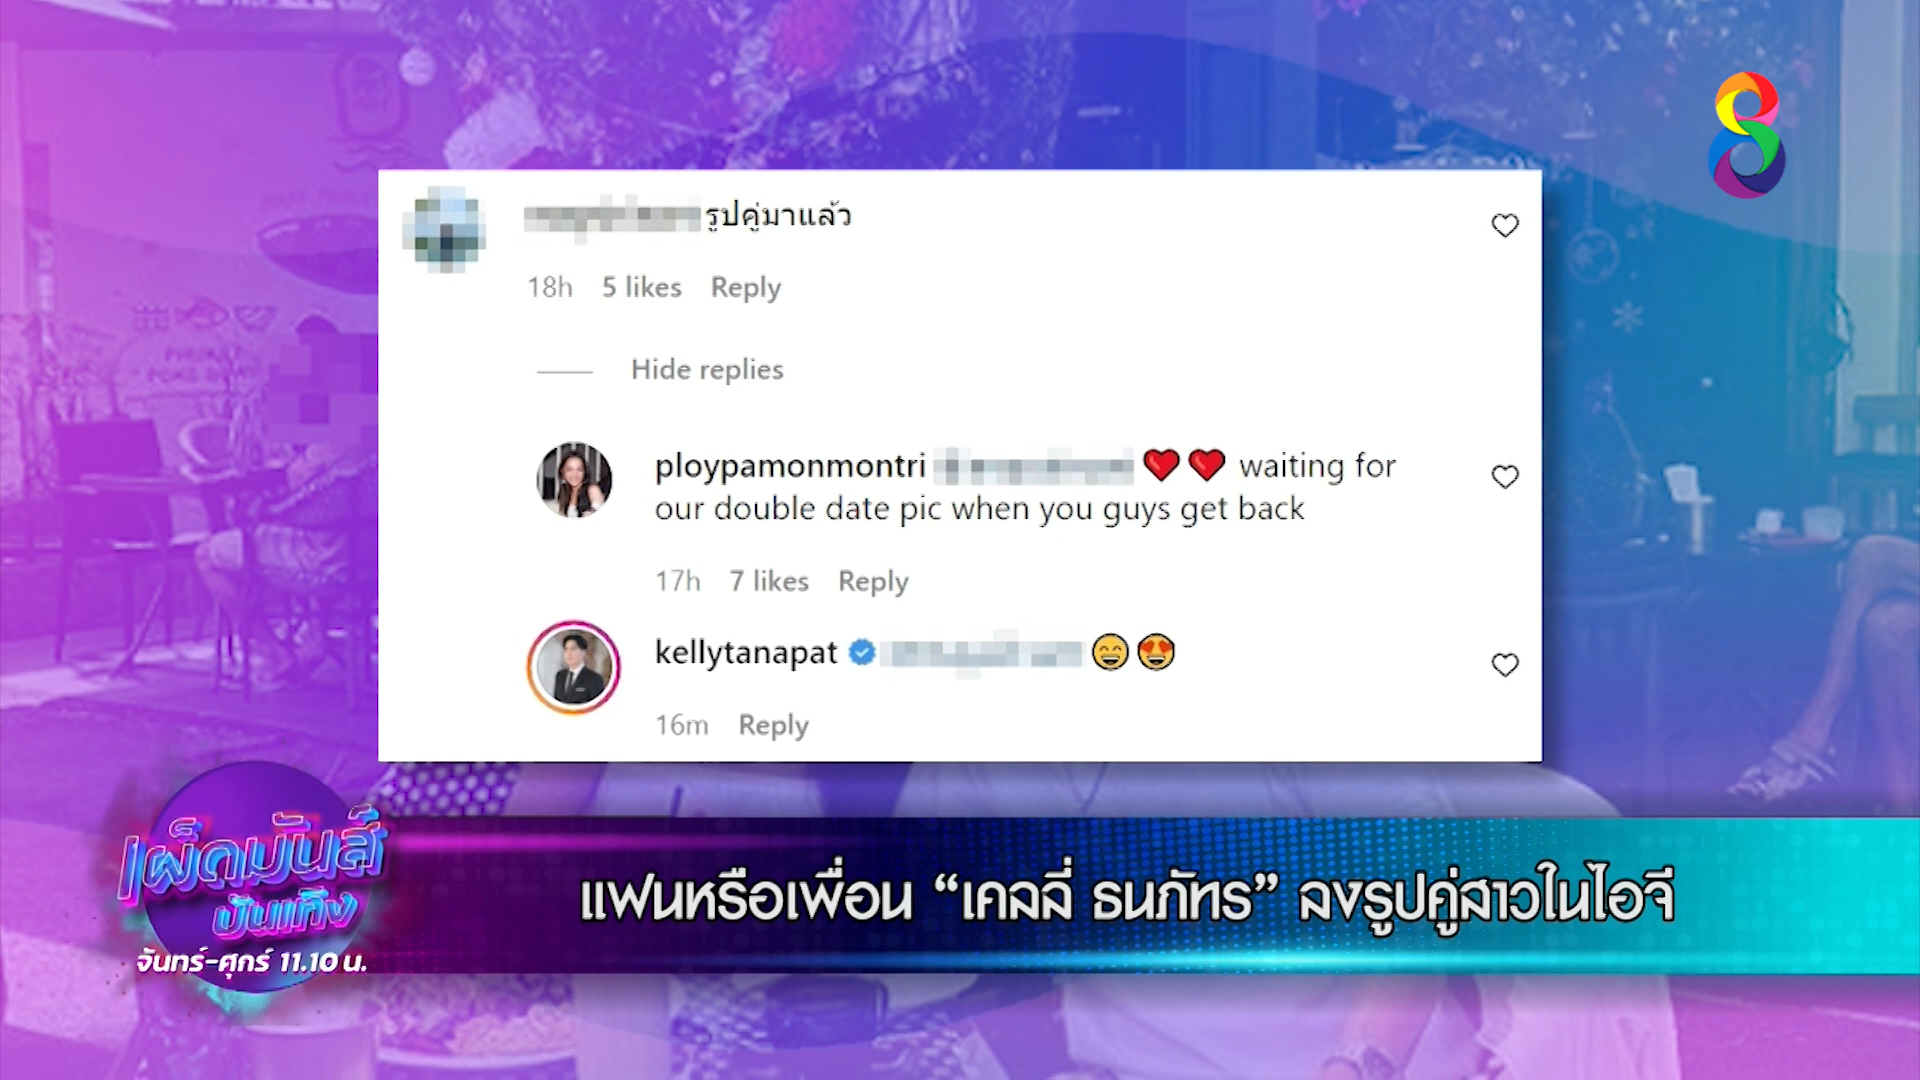 8
รูปคู่มาแล้ว
18h 5 likes Reply
Hide replies
ploypamonmontri ❤️❤️ waiting for
our double date pic when you guys get back
17h 7 likes Reply
kellytanapat 😄😍
16m Reply
เผ็ดมันส์
บันเทิง
จันทร์-ศุกร์ 11.10 น.
แฟนหรือเพื่อน “เคลลี่ ธนภัทร” ลงรูปคู่สาวในไอจี